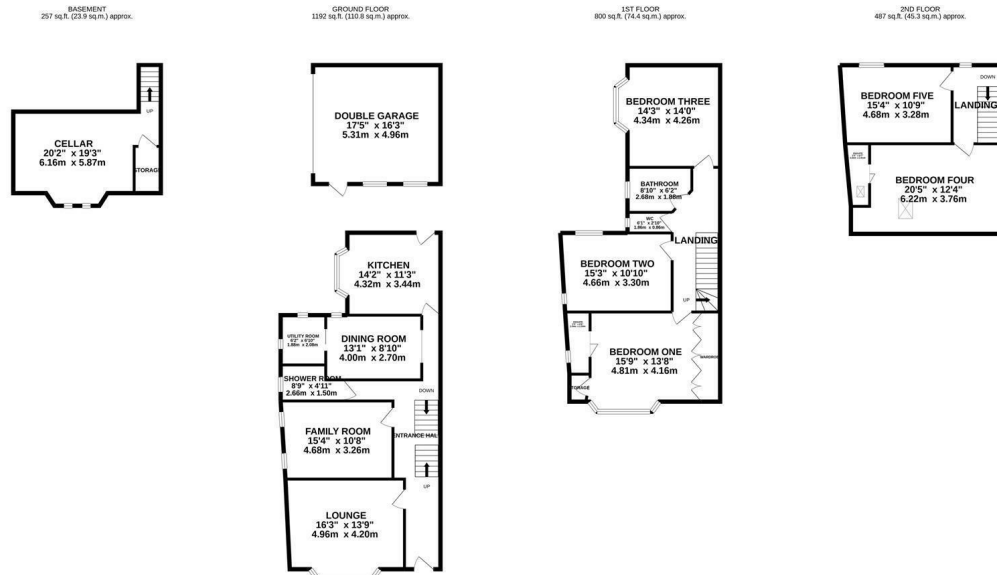 BASEMENT
257 sq.ft. (23.9 sq.m.) approx.
UP
CELLAR
20'2" x 19'3"
6.16m x 5.87m
STORAGE
GROUND FLOOR
1192 sq.ft. (110.8 sq.m.) approx.
DOUBLE GARAGE
17'5" x 16'3"
5.31m x 4.96m
KITCHEN
14'2" x 11'3"
4.32m x 3.44m
UTILITY ROOM
DINING ROOM
13'1" x 8'10"
4.00m x 2.70m
SHOWER ROOM
8'9" x 4'11"
2.66m x 1.50m
DOWN
FAMILY ROOM
15'4" x 10'8"
4.68m x 3.26m
ENTRANCE HALL
UP
LOUNGE
16'3" x 13'9"
4.96m x 4.20m
1ST FLOOR
800 sq.ft. (74.4 sq.m.) approx.
BEDROOM THREE
14'3" x 14'0"
4.34m x 4.26m
BATHROOM
8'10" x 6'2"
2.68m x 1.88m
WC
LANDING
BEDROOM TWO
15'3" x 10'10"
4.66m x 3.30m
UP
BEDROOM ONE
15'9" x 13'8"
4.81m x 4.16m
STORAGE
2ND FLOOR
487 sq.ft. (45.3 sq.m.) approx.
DOWN
BEDROOM FIVE
15'4" x 10'9"
4.68m x 3.28m
LANDING
BEDROOM FOUR
20'5" x 12'4"
6.22m x 3.76m